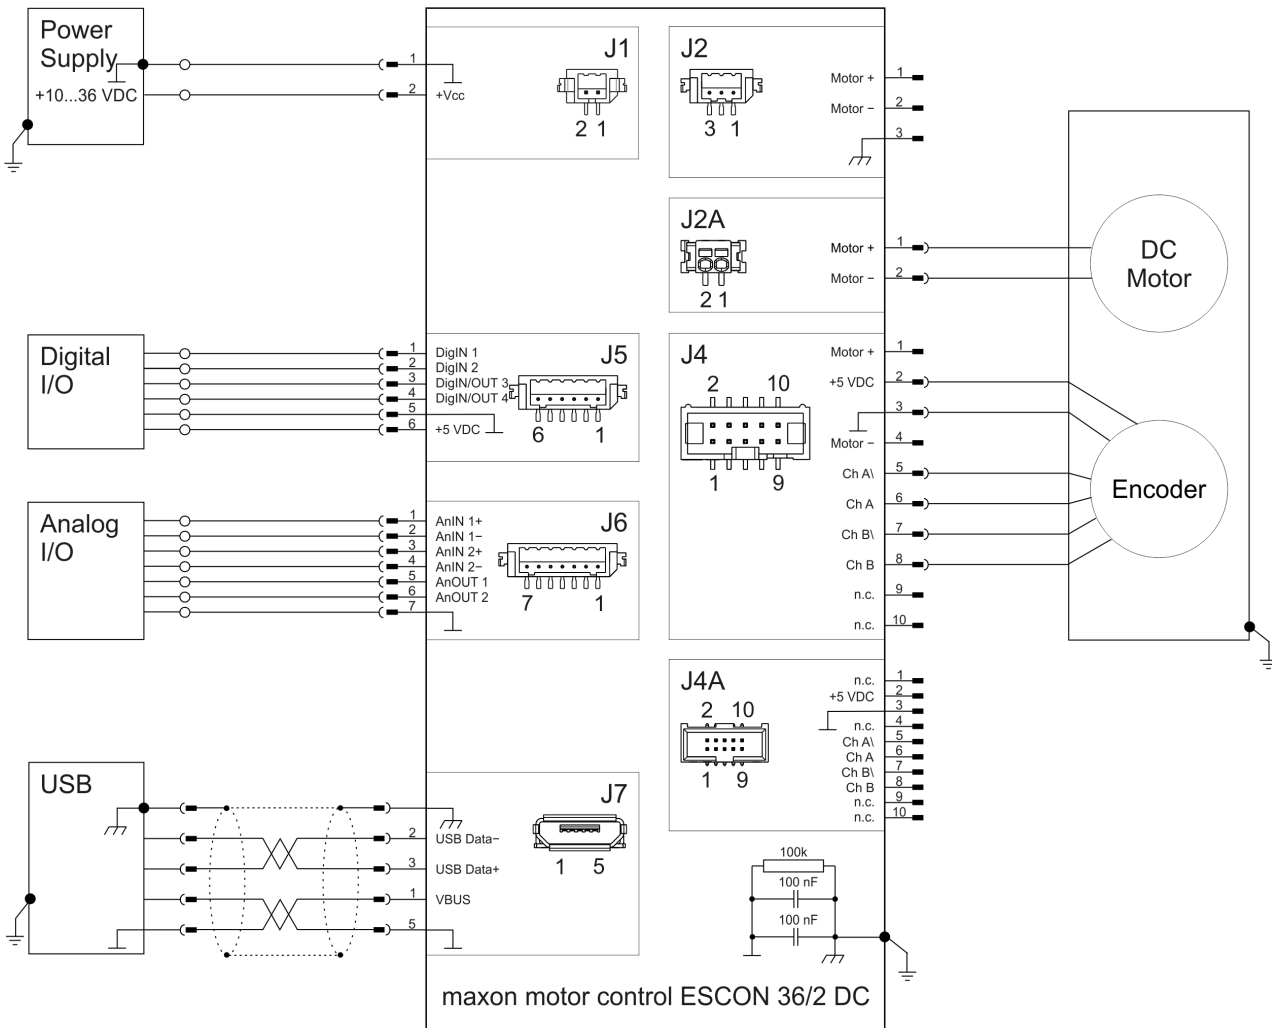 Power
Supply
+10...36 VDC
1
2
+Vcc
J1
2 1
J2
3 1
Motor +
1
Motor −
2
3
J2A
2 1
Motor +
1
Motor −
2
DC
Motor
Digital
I/O
1
DigIN 1
2
DigIN 2
3
DigIN/OUT 3
4
DigIN/OUT 4
5
6
+5 VDC
J5
6 1
J4
2 10
1 9
Motor +
1
+5 VDC
2
3
Motor −
4
Ch A\
5
Ch A
6
Ch B\
7
Ch B
8
n.c.
9
n.c.
10
Encoder
Analog
I/O
1
AnIN 1+
2
AnIN 1−
3
AnIN 2+
4
AnIN 2−
5
AnOUT 1
6
AnOUT 2
7
J6
7 1
J4A
2 10
1 9
n.c.
1
+5 VDC
2
3
n.c.
4
Ch A\
5
Ch A
6
Ch B\
7
Ch B
8
n.c.
9
n.c.
10
USB
2
USB Data−
3
USB Data+
1
VBUS
5
J7
1 5
100k
100 nF
100 nF
maxon motor control ESCON 36/2 DC